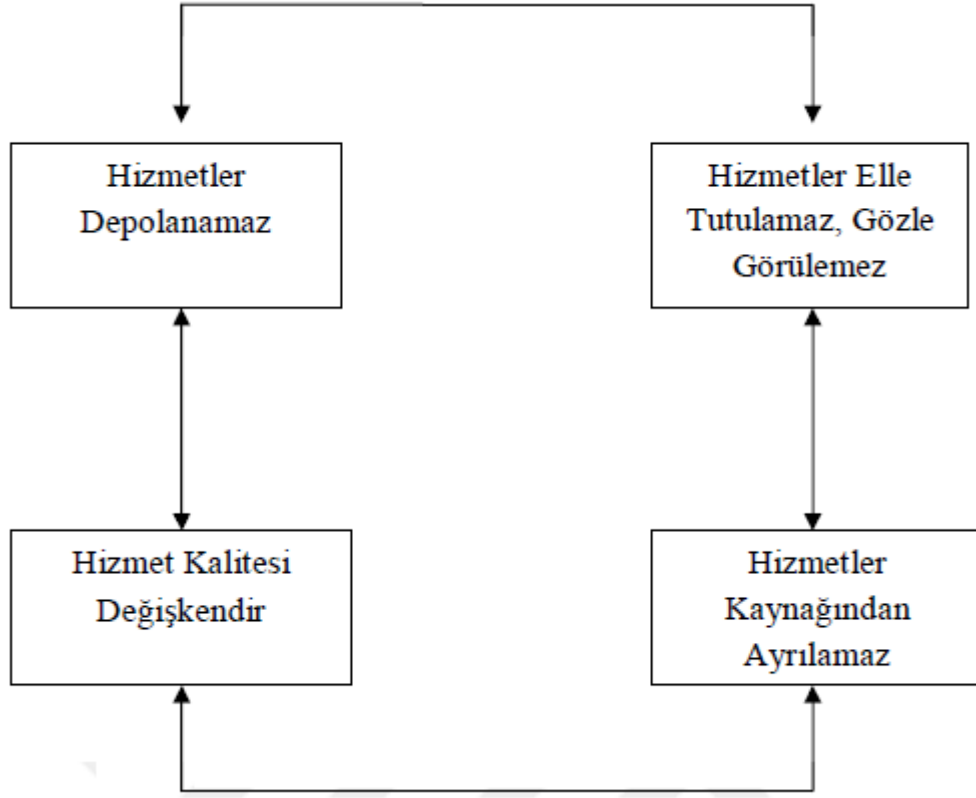 Hizmetler
Depolanamaz
Hizmetler Elle
Tutulamaz, Gözle
Görülemez
Hizmet Kalitesi
Değişkendir
Hizmetler
Kaynağından
Ayrılamaz